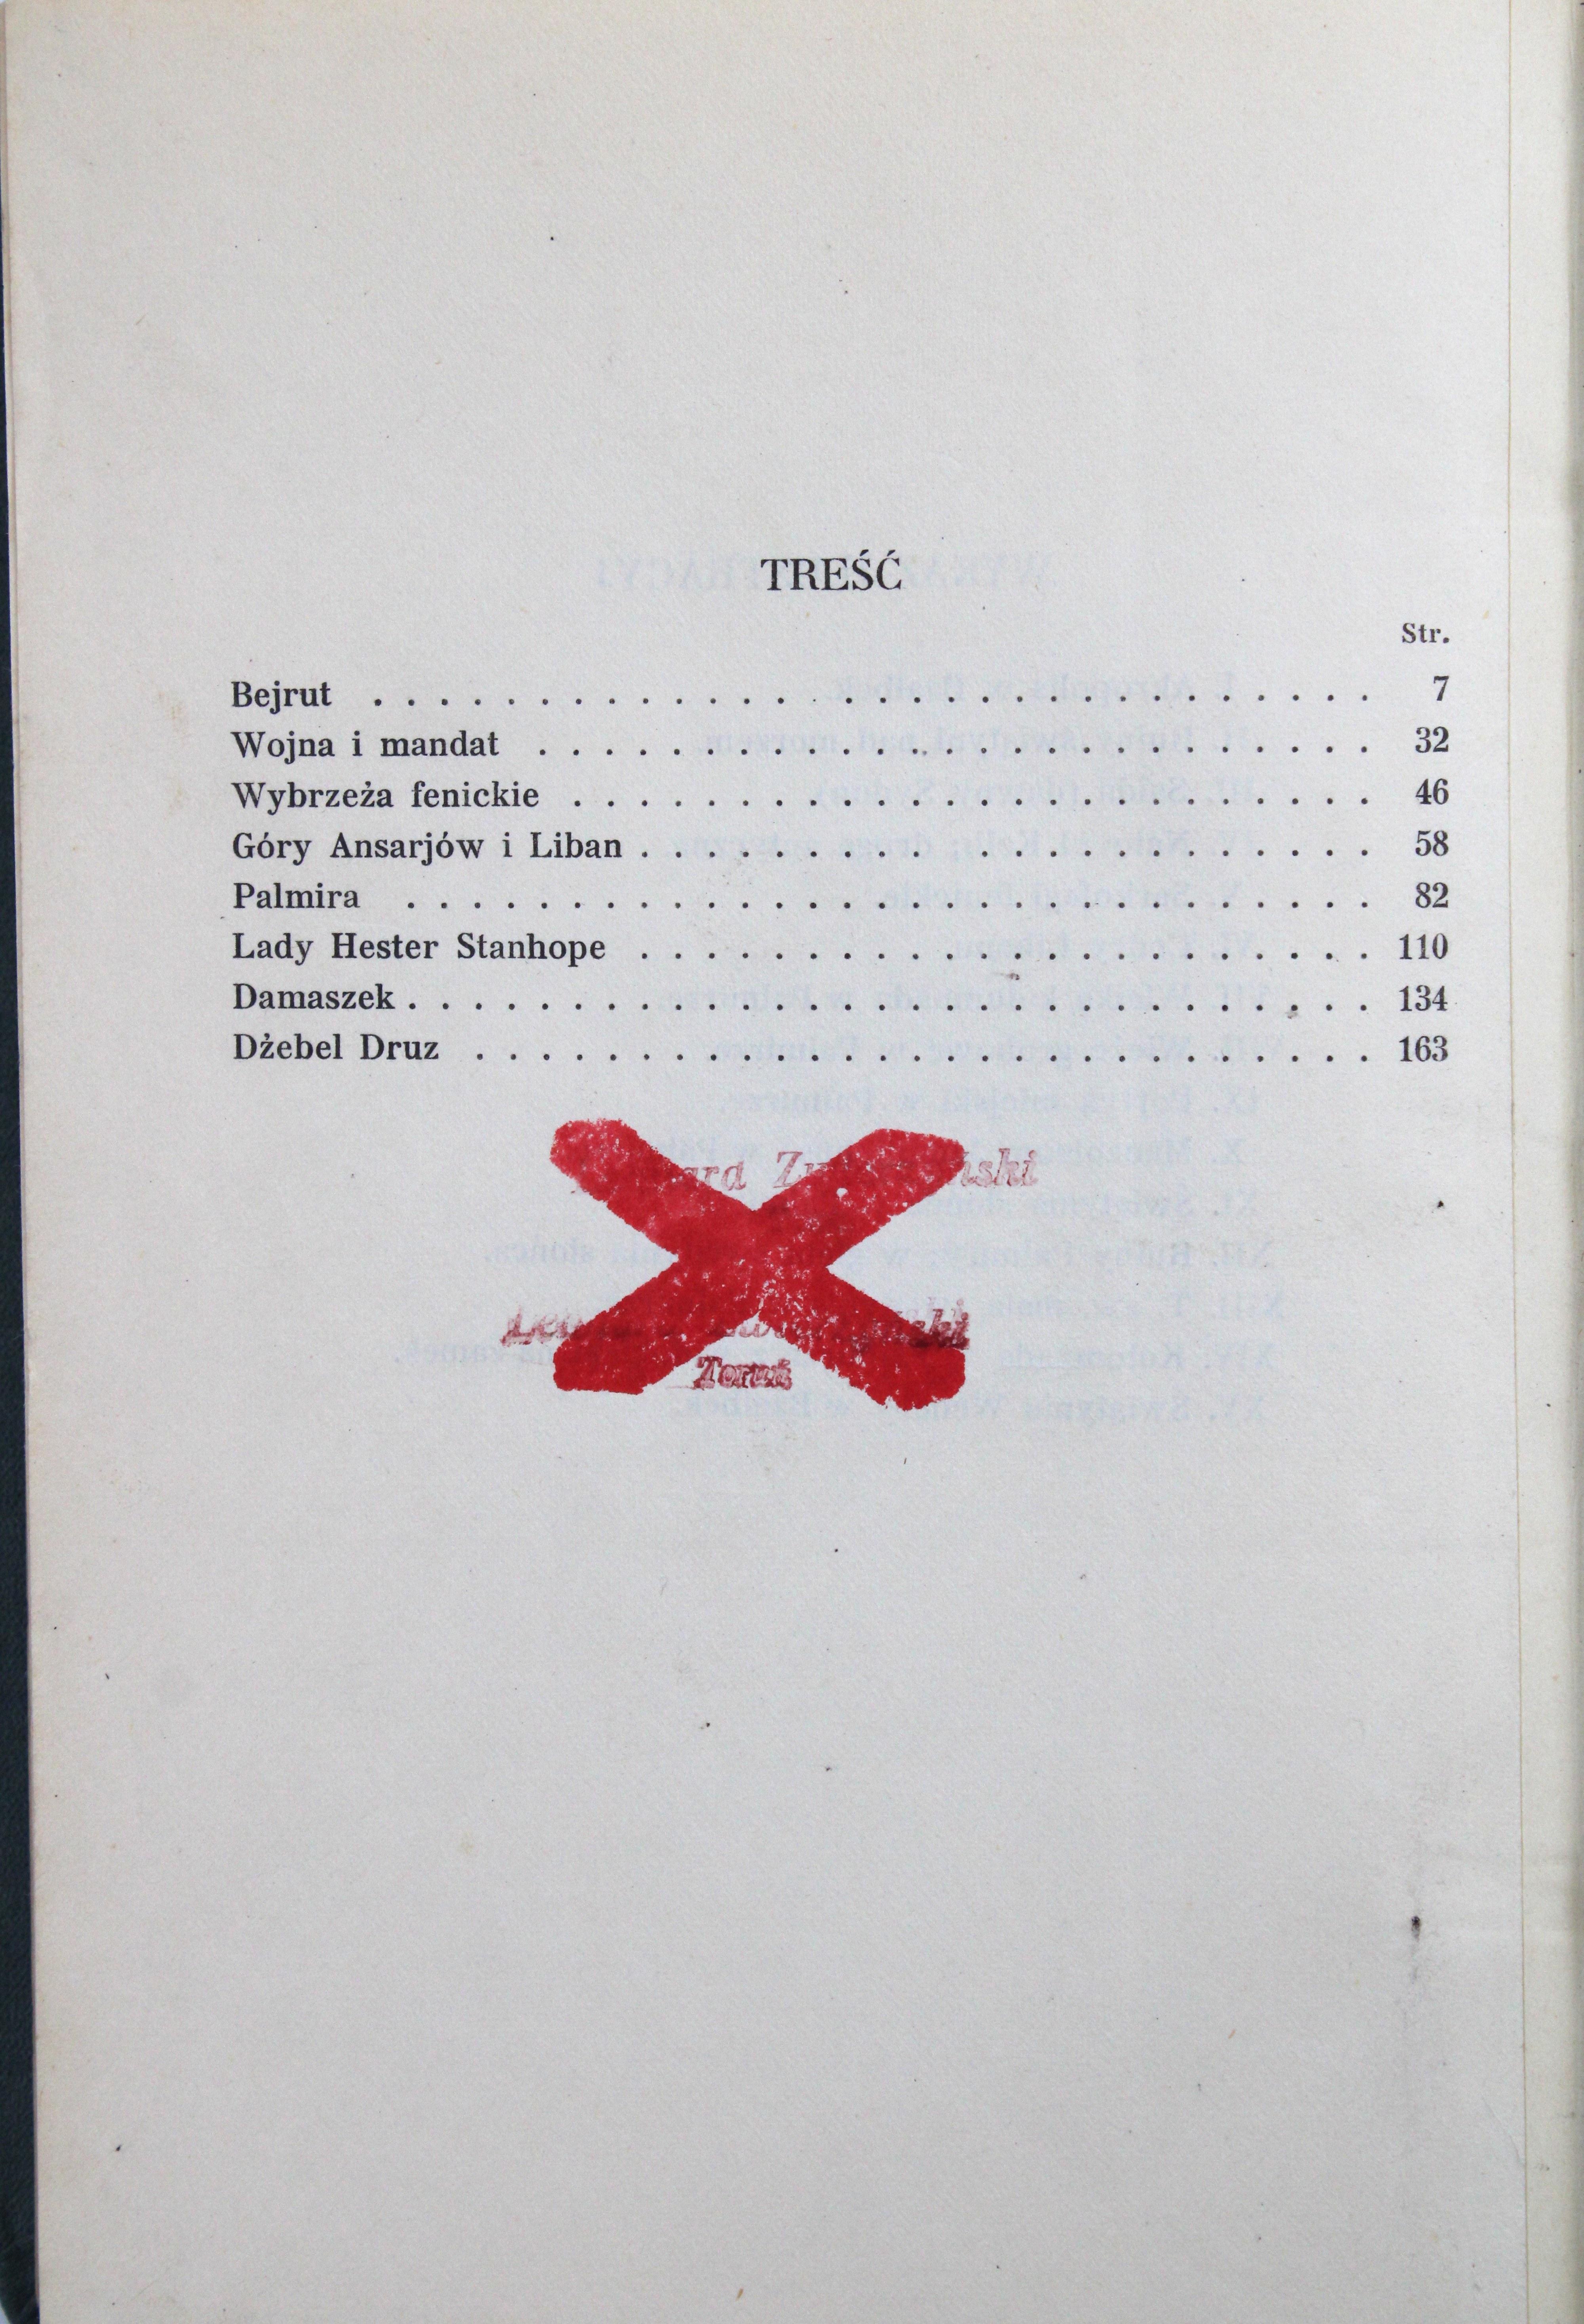 TREŚĆ
Str.
Bejrut . . . . . . . . . . . . . . . . . . . . . . . . . . . . . . 7
Wojna i mandat . . . . . . . . . . . . . . . . . . . . . . . . . 32
Wybrzeża fenickie . . . . . . . . . . . . . . . . . . . . . . . . 46
Góry Ansarjów i Liban . . . . . . . . . . . . . . . . . . . . . . 58
Palmira . . . . . . . . . . . . . . . . . . . . . . . . . . . . . 82
Lady Hester Stanhope . . . . . . . . . . . . . . . . . . . . . . 110
Damaszek . . . . . . . . . . . . . . . . . . . . . . . . . . . . . 134
Dżebel Druz . . . . . . . . . . . . . . . . . . . . . . . . . . . 163
Toruń